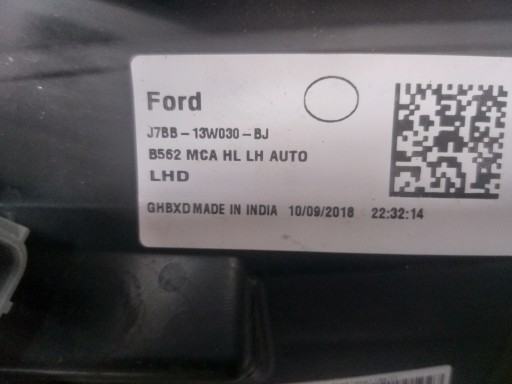 Ford
J7BB-13W030-BJ
B562 MCA HL LH AUTO
LHD
GHBXD MADE IN INDIA 10/09/2018 22:32:14